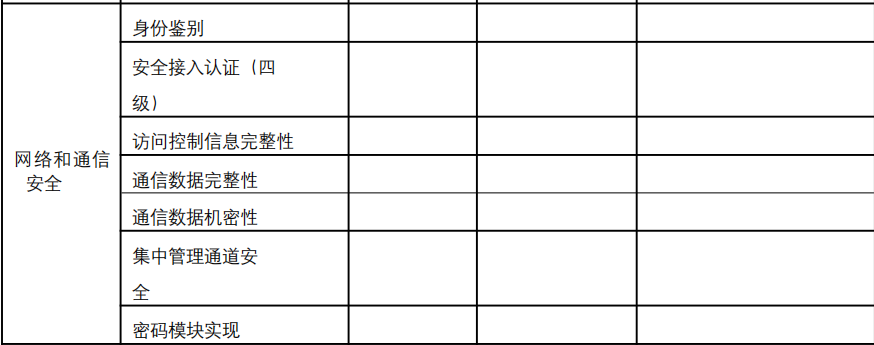 身份鉴别
安全接入认证（四
级）
访问控制信息完整性
网络和通信
安全
通信数据完整性
通信数据机密性
集中管理通道安
全
密码模块实现